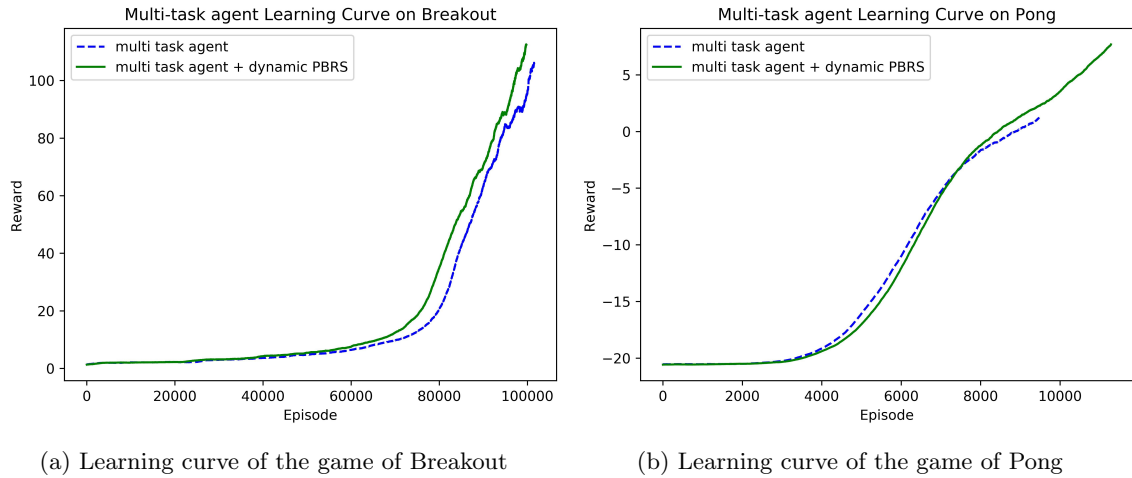 Multi-task agent Learning Curve on Breakout
multi task agent
multi task agent + dynamic PBRS
Reward
100
80
60
40
20
0
0 20000 40000 60000 80000 100000
Episode
(a) Learning curve of the game of Breakout
Multi-task agent Learning Curve on Pong
multi task agent
multi task agent + dynamic PBRS
Reward
5
0
−5
−10
−15
−20
0 2000 4000 6000 8000 10000
Episode
(b) Learning curve of the game of Pong